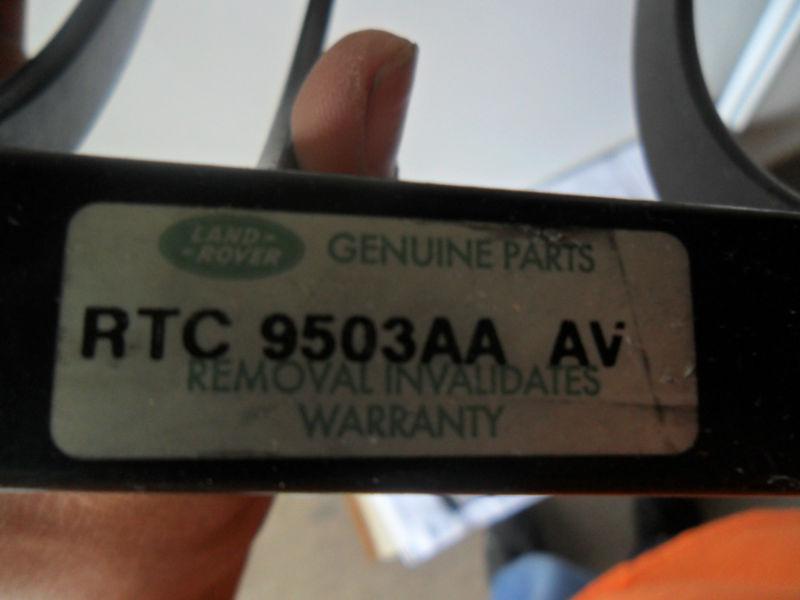 LAND-
-ROVER
GENUINE PARTS
RTC 9503AA AV
REMOVAL INVALIDATES
WARRANTY